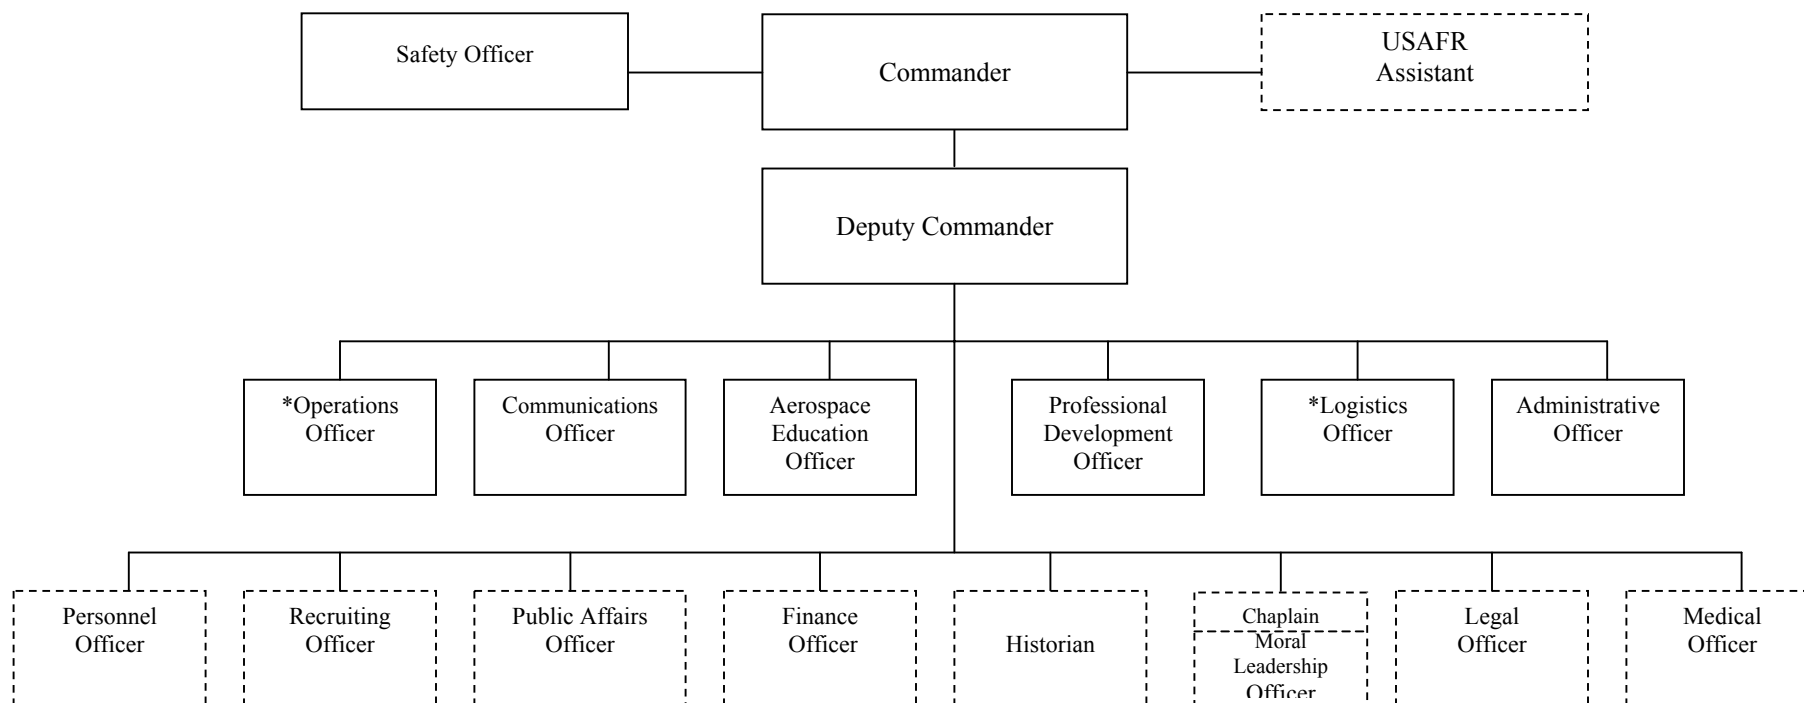 Safety Officer
Commander
USAFR
Assistant
Deputy Commander
*Operations
Officer
Communications
Officer
Aerospace
Education
Officer
Professional
Development
Officer
*Logistics
Officer
Administrative
Officer
Personnel
Officer
Recruiting
Officer
Public Affairs
Officer
Finance
Officer
Historian
Chaplain
Moral
Leadership
Officer
Legal
Officer
Medical
Officer